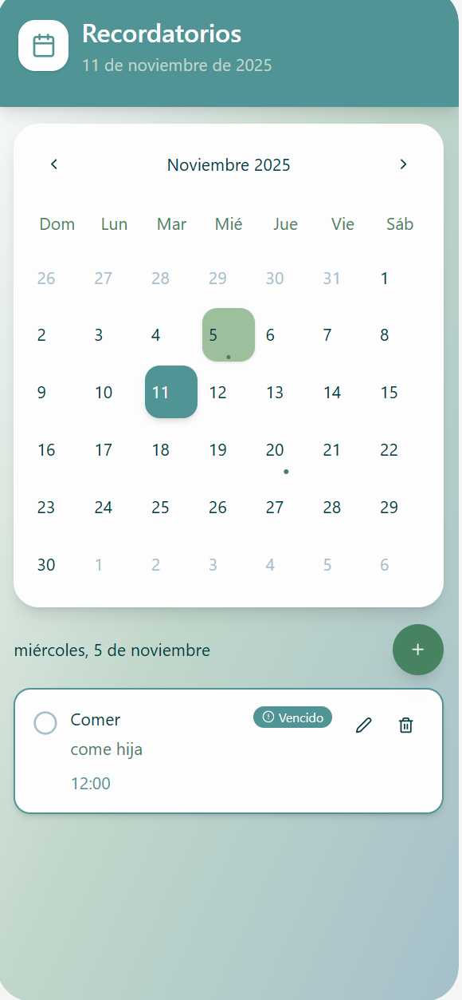 Recordatorios
11 de noviembre de 2025
Noviembre 2025
Dom Lun Mar Mié Jue Vie Sáb
26 27 28 29 30 31 1
2 3 4 5 6 7 8
9 10 11 12 13 14 15
16 17 18 19 20 21 22
23 24 25 26 27 28 29
30 1 2 3 4 5 6
miércoles, 5 de noviembre
Comer Vencido
come hija
12:00